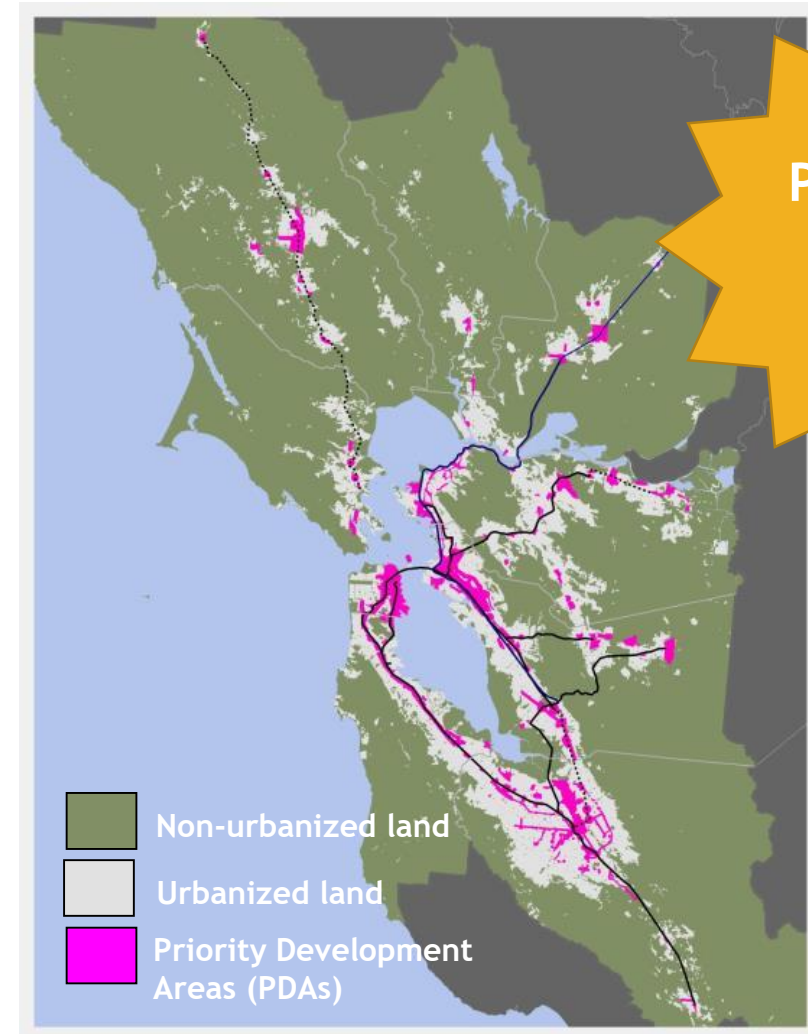 P
Non-urbanized land
Urbanized land
Priority Development
Areas (PDAs)